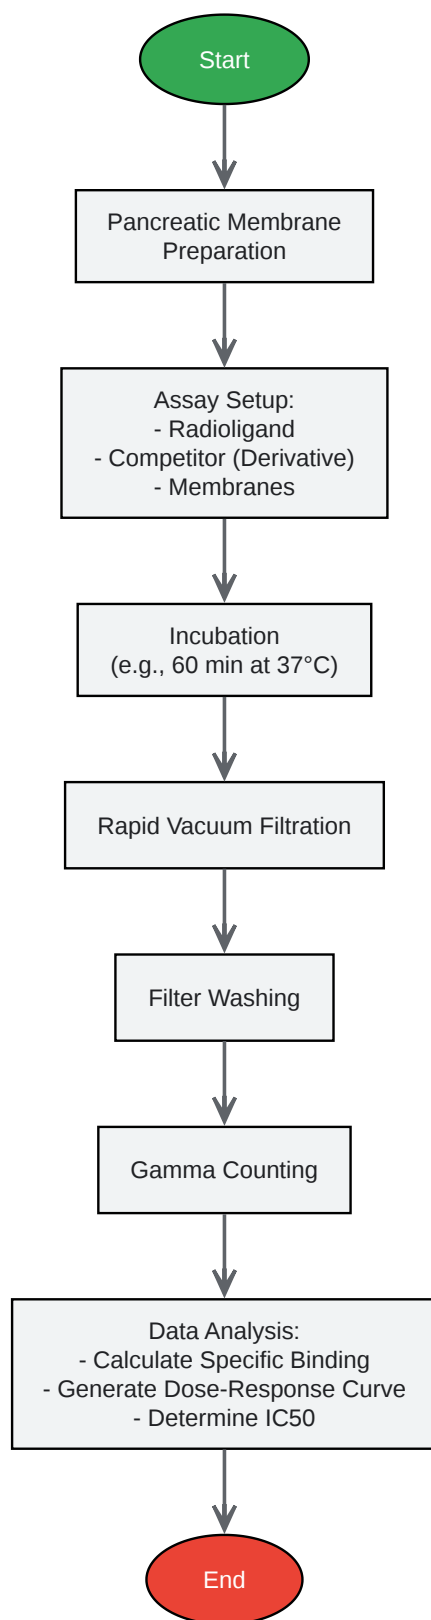 Start
Pancreatic Membrane
Preparation
Assay Setup:
- Radioligand
- Competitor (Derivative)
- Membranes
Incubation
(e.g., 60 min at 37°C)
Rapid Vacuum Filtration
Filter Washing
Gamma Counting
Data Analysis:
- Calculate Specific Binding
- Generate Dose-Response Curve
- Determine IC50
End